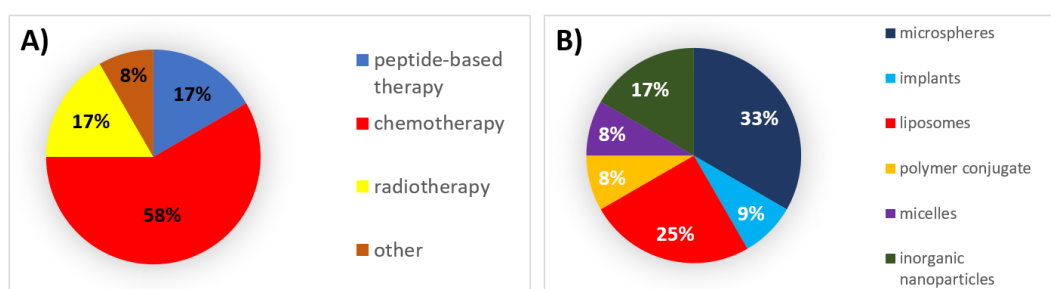 A)
8%
17%
17%
58%
peptide-based
therapy
chemotherapy
radiotherapy
other
B)
17%
33%
8%
8%
9%
25%
microspheres
implants
liposomes
polymer conjugate
micelles
inorganic
nanoparticles